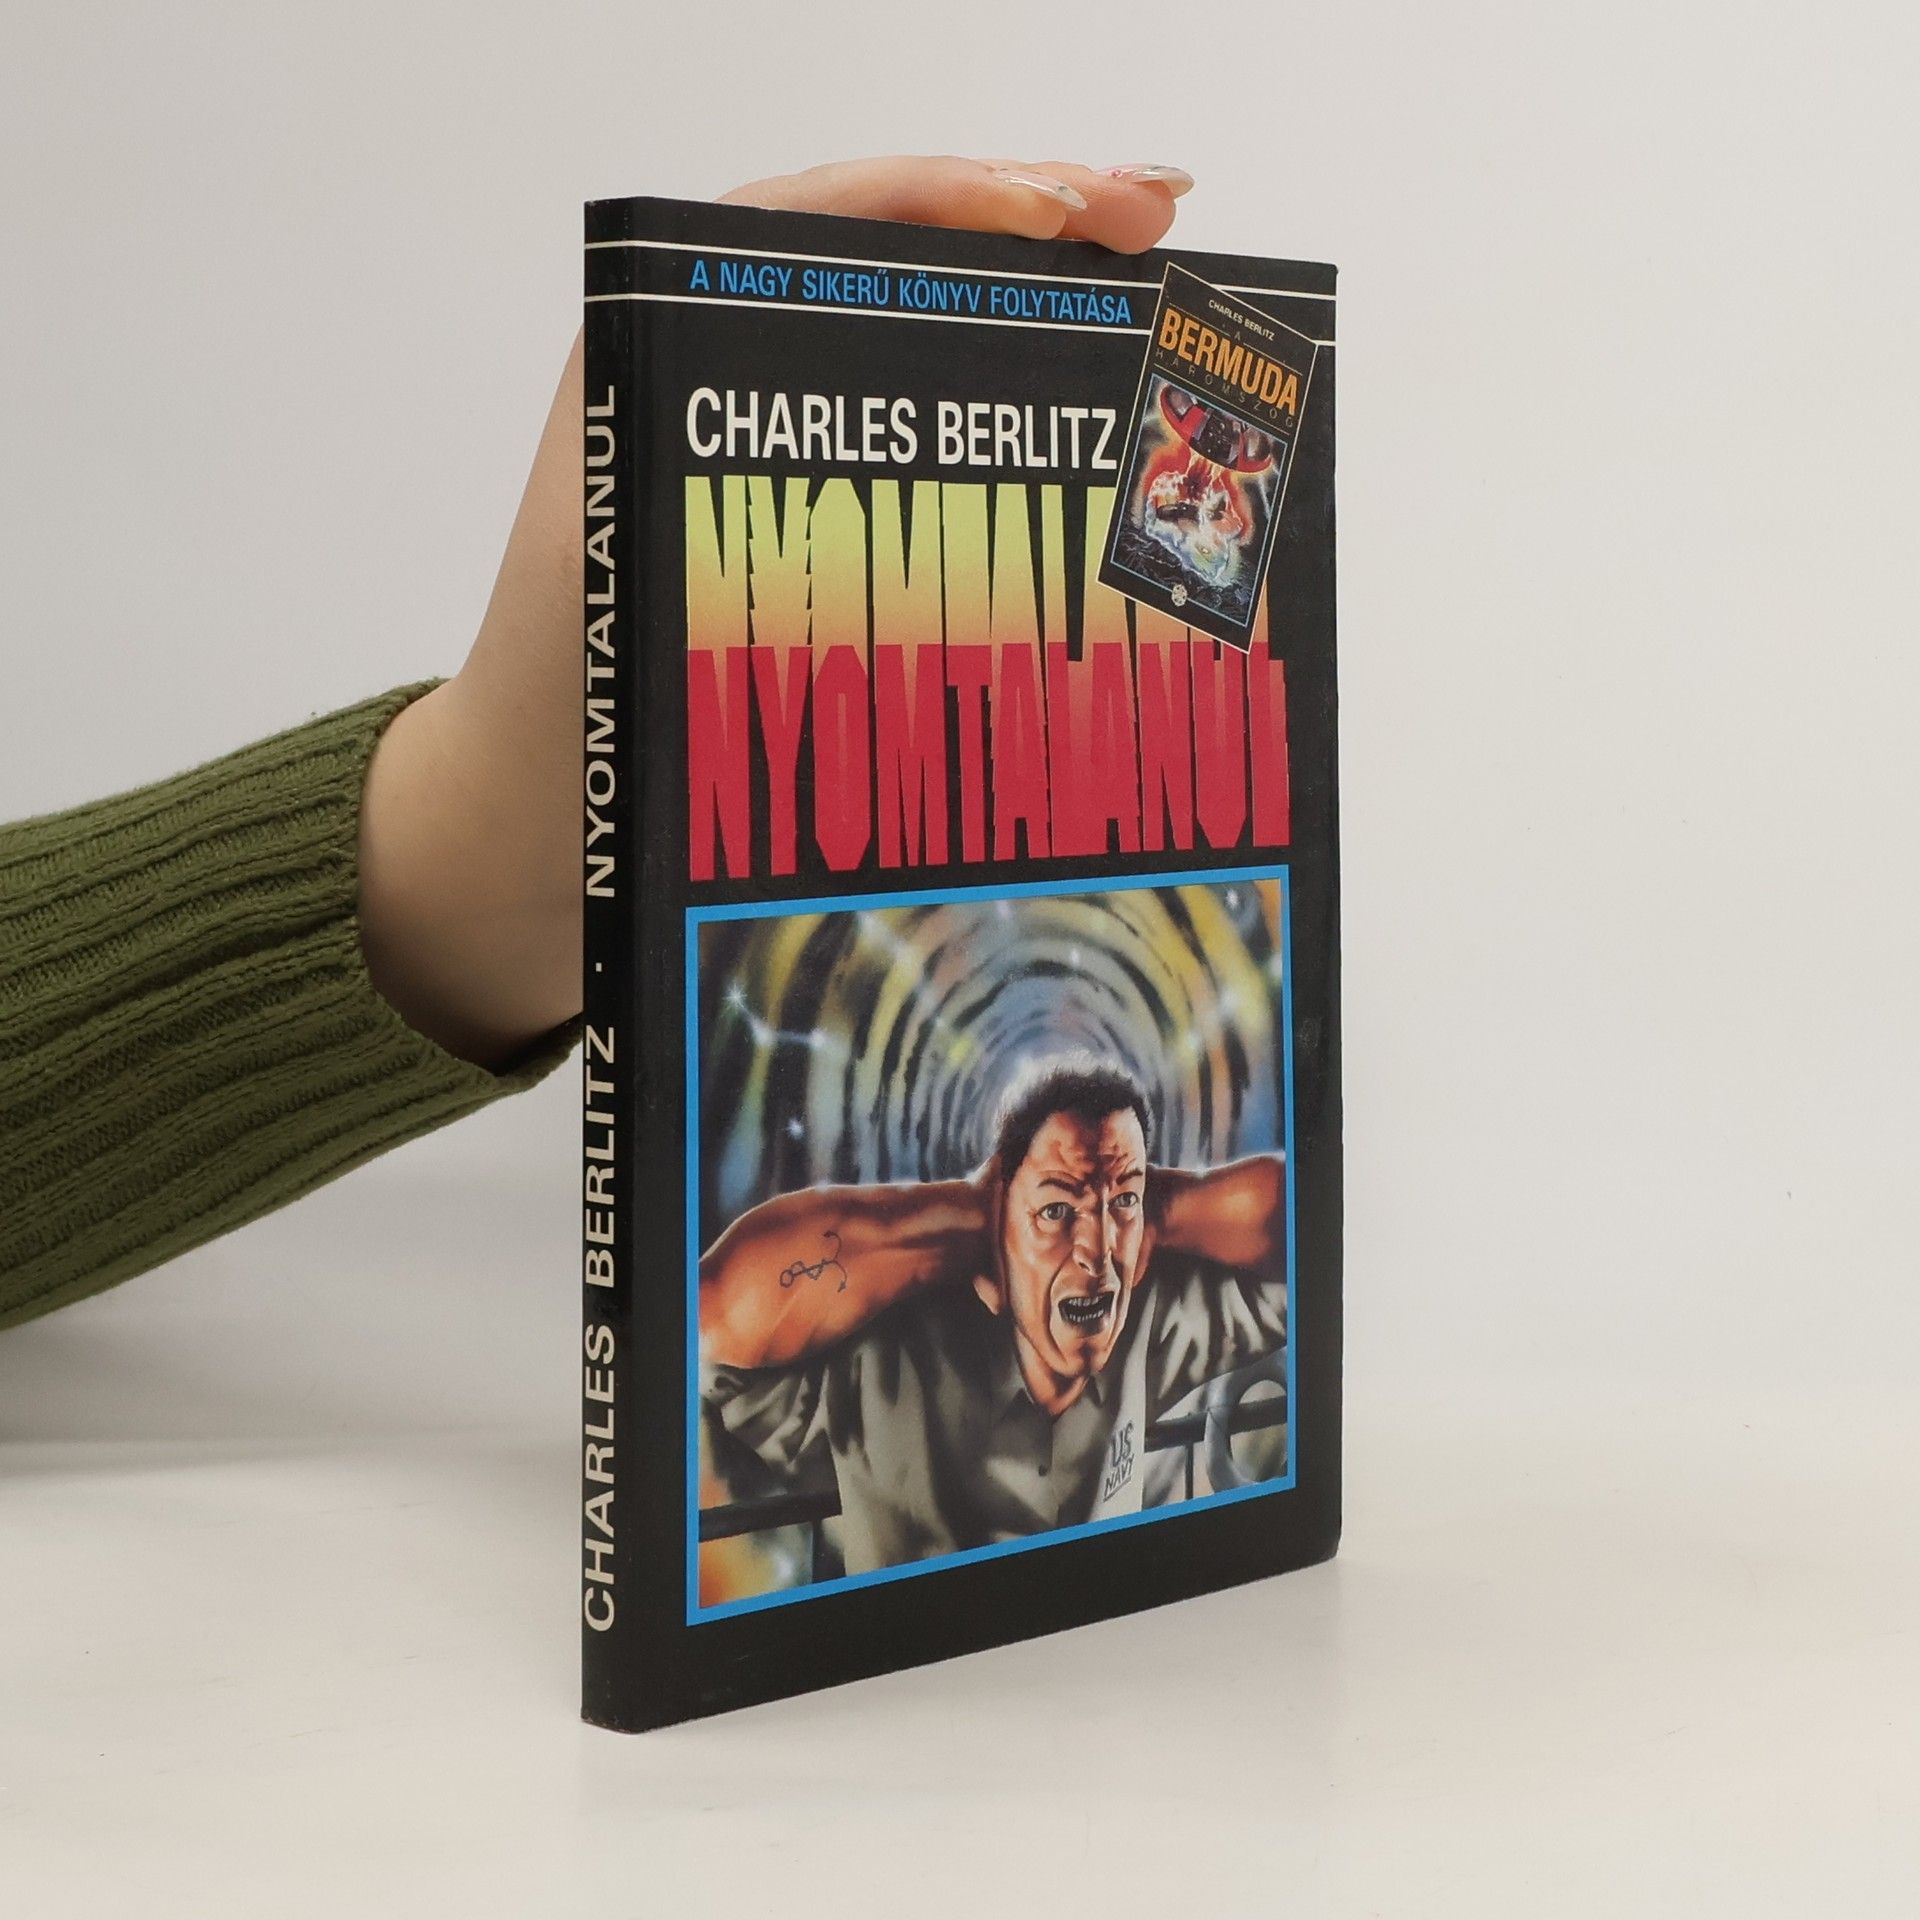 A NAGY SIKERŰ KÖNYV FOLYTATÁSA
CHARLES BERLITZ
A
BERMUDA
HÁROMSZÖG
CHARLES BERLITZ
NYOMTALANUL
NYOMTALANUL
US
NAVY
CHARLES BERLITZ · NYOMTALANUL